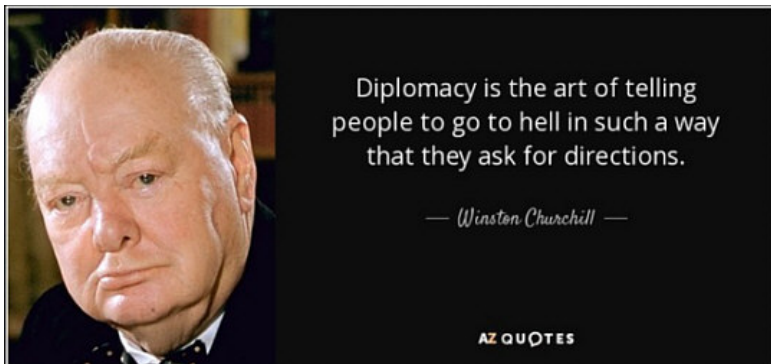 Diplomacy is the art of telling
people to go to hell in such a way
that they ask for directions.
— Winston Churchill —
AZ QUOTES